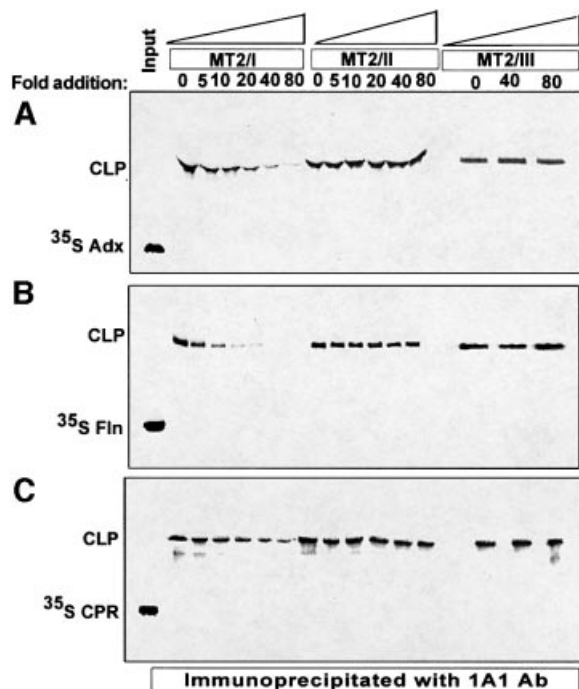 Input
MT2/I MT2/II MT2/III
Fold addition: 0 5 10 20 40 80 0 5 10 20 40 80 0 40 80
A
CLP
35S Adx
B
CLP
35S Fln
C
CLP
35S CPR
Immunoprecipitated with 1A1 Ab